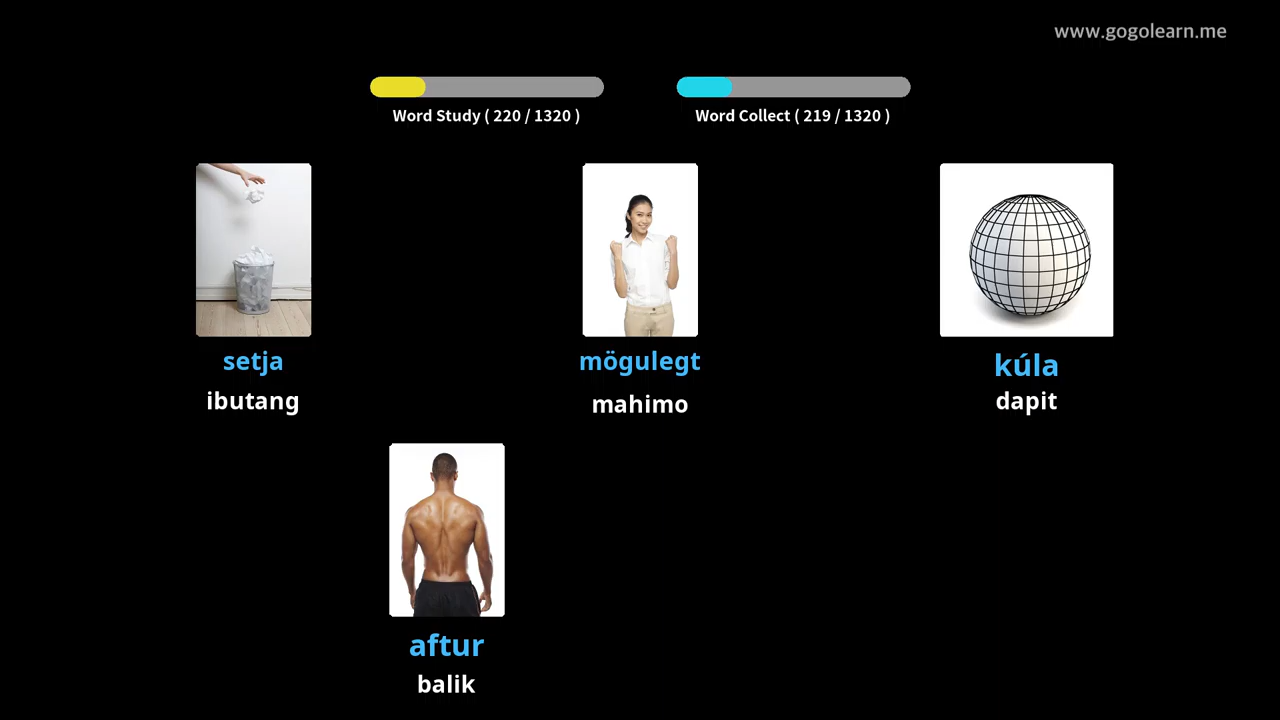 www.gogolearn.me
Word Study ( 220 / 1320 )
Word Collect ( 219 / 1320 )
setja
ibutang
mögulegt
mahimo
kúla
dapit
aftur
balik